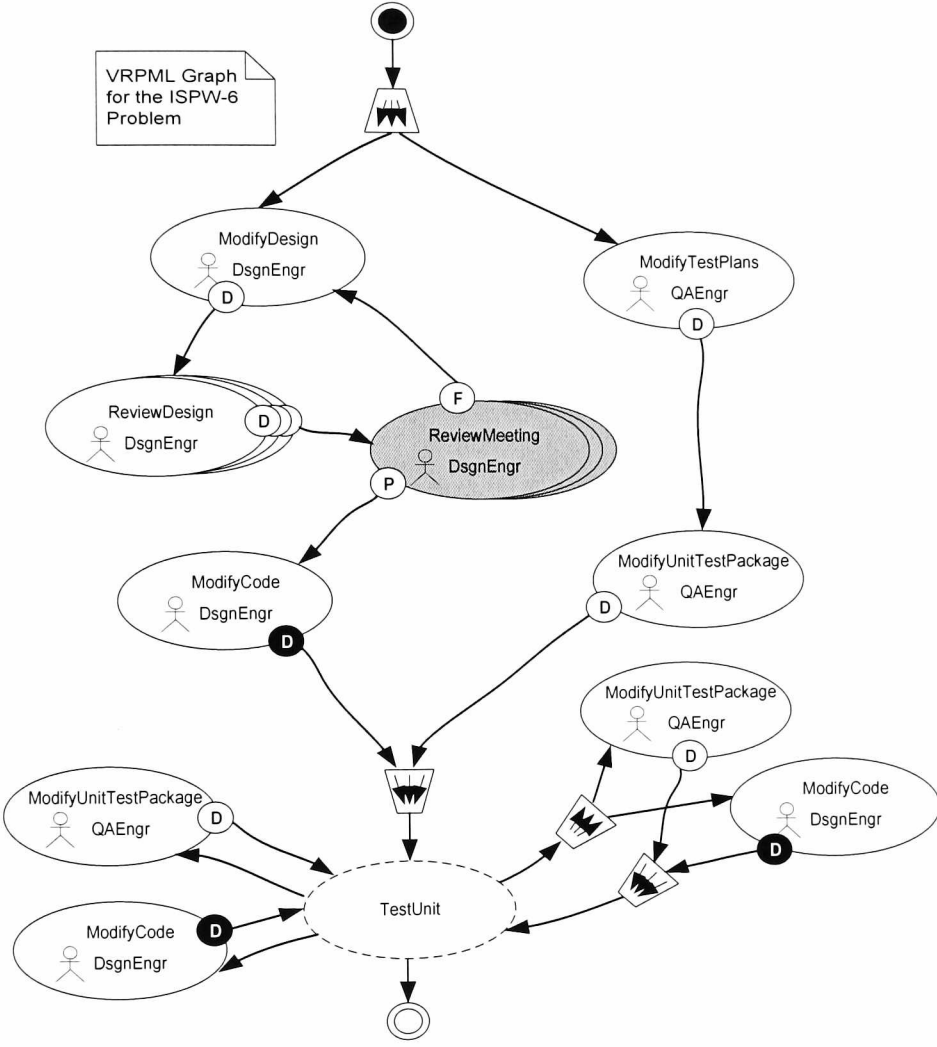 VRPML Graph
for the ISPW-6
Problem
ModifyDesign
DsgnEngr
D
ModifyTestPlans
QAEngr
D
ReviewDesign
DsgnEngr
D
F
ReviewMeeting
DsgnEngr
P
ModifyCode
DsgnEngr
D
ModifyUnitTestPackage
QAEngr
D
ModifyUnitTestPackage
QAEngr
D
ModifyUnitTestPackage
QAEngr
D
ModifyCode
DsgnEngr
D
TestUnit
ModifyCode
DsgnEngr
D